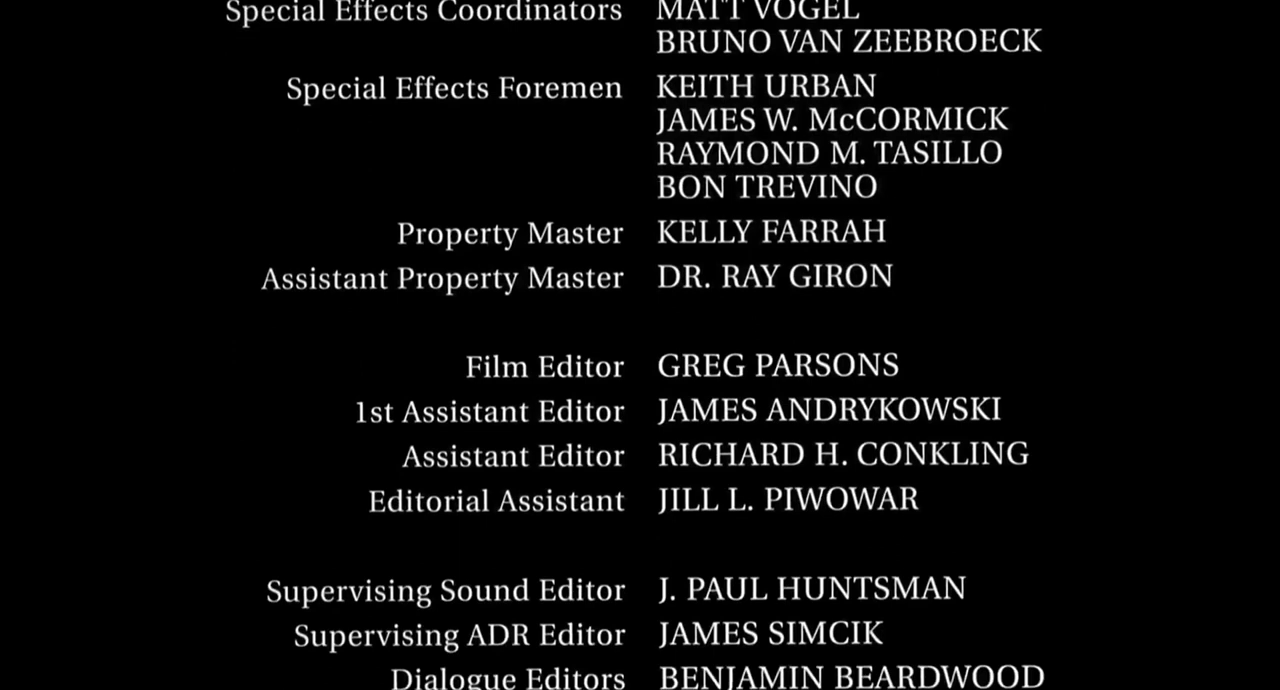 Special Effects Coordinators MATT VOGEL
BRUNO VAN ZEEBROECK
Special Effects Foremen KEITH URBAN
JAMES W. McCORMICK
RAYMOND M. TASILLO
BON TREVINO
Property Master KELLY FARRAH
Assistant Property Master DR. RAY GIRON
Film Editor GREG PARSONS
1st Assistant Editor JAMES ANDRYKOWSKI
Assistant Editor RICHARD H. CONKLING
Editorial Assistant JILL L. PIWOWAR
Supervising Sound Editor J. PAUL HUNTSMAN
Supervising ADR Editor JAMES SIMCIK
Dialogue Editors BENJAMIN BEARDWOOD